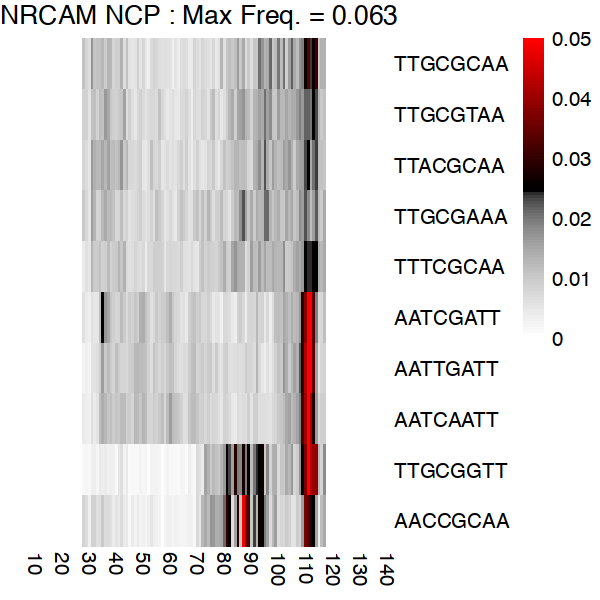 NRCAM NCP : Max Freq. = 0.063
TTGCGCAA
TTGCGTAA
TTACGCAA
TTGCGAAA
TTTCGCAA
AATCGATT
AATTGATT
AATCAATT
TTGCGGTT
AACCGCAA
0.05
0.04
0.03
0.02
0.01
0
10 20 30 40 50 60 70 80 90 100 110 120 130 140